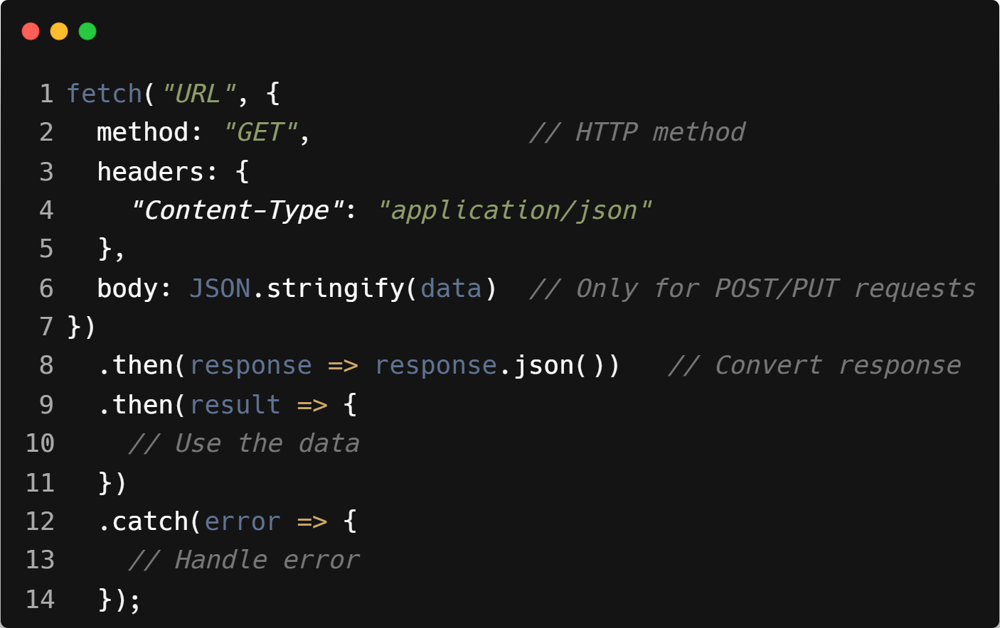 1 fetch("URL", {
2   method: "GET",              // HTTP method
3   headers: {
4     "Content-Type": "application/json"
5   },
6   body: JSON.stringify(data)  // Only for POST/PUT requests
7 })
8   .then(response => response.json())   // Convert response
9   .then(result => {
10     // Use the data
11   })
12   .catch(error => {
13     // Handle error
14   });